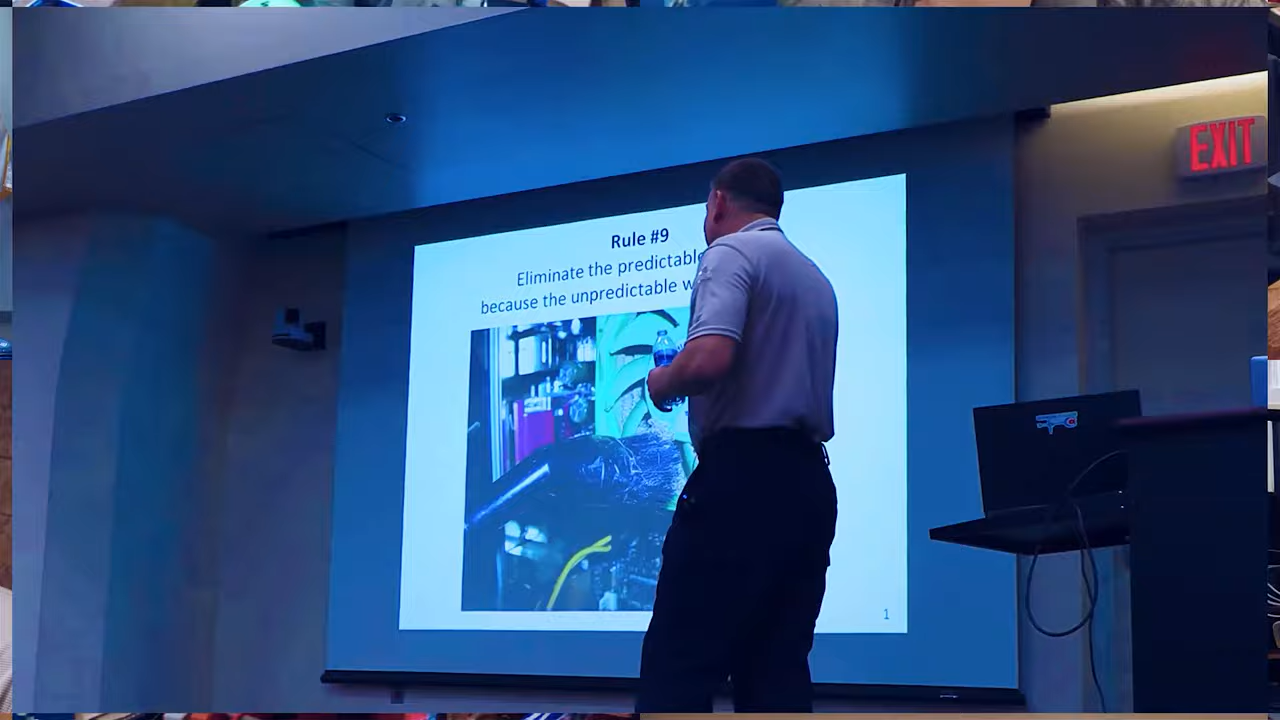 Rule #9
Eliminate the predictable
because the unpredictable
EXIT
1